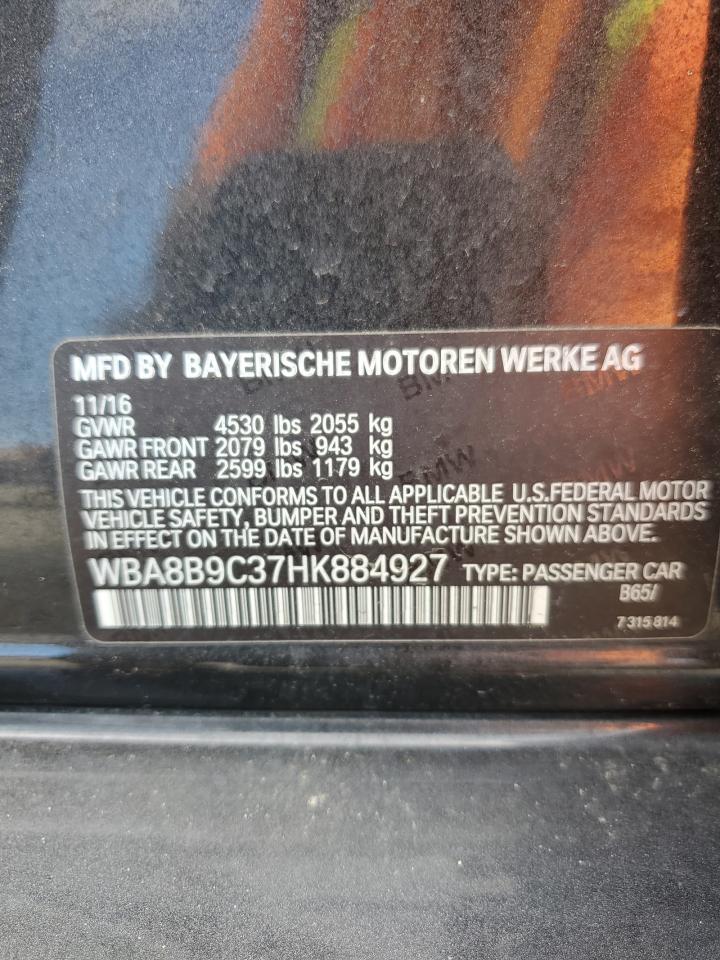 MFD BY BAYERISCHE MOTOREN WERKE AG
11/16
GVWR 4530 lbs 2055 kg
GAWR FRONT 2079 lbs 943 kg
GAWR REAR 2599 lbs 1179 kg
THIS VEHICLE CONFORMS TO ALL APPLICABLE U.S.FEDERAL MOTOR
VEHICLE SAFETY, BUMPER AND THEFT PREVENTION STANDARDS
IN EFFECT ON THE DATE OF MANUFACTURE SHOWN ABOVE.
WBA8B9C37HK884927 TYPE: PASSENGER CAR
B65/
7 315 814